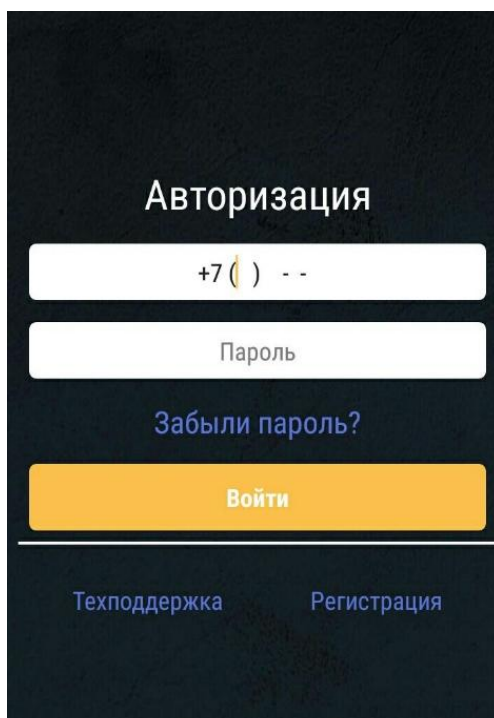 Авторизация
+7 ( ) - -
Пароль
Забыли пароль?
Войти
Техподдержка Регистрация